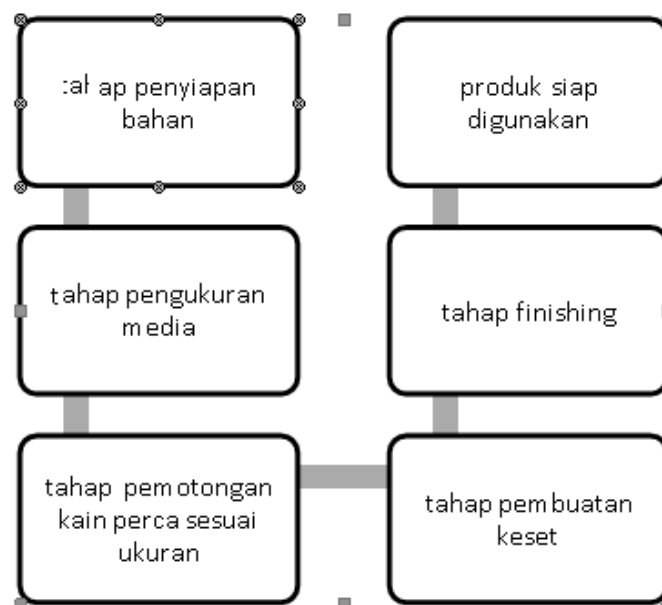 tahap penyiapan
bahan
tahap pengukuran
media
tahap pemotongan
kain perca sesuai
ukuran
tahap pembuatan
keset
tahap finishing
produk siap
digunakan